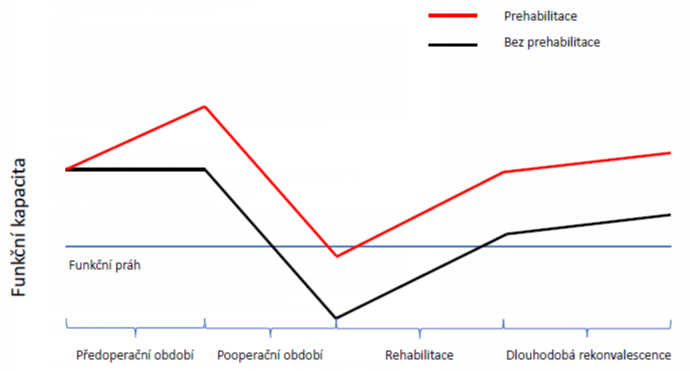 Prehabilitace
Bez prehabilitace
Funkční kapacita
Funkční práh
Předoperační období
Pooperační období
Rehabilitace
Dlouhodobá rekonvalescence